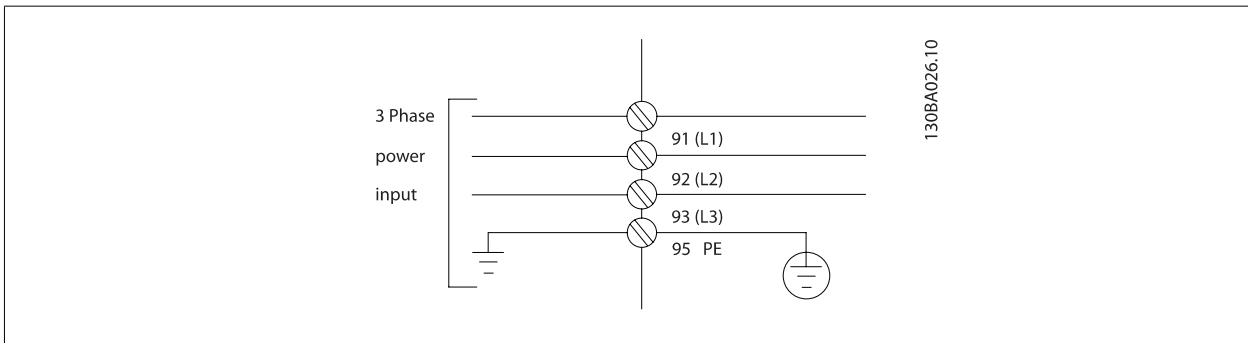 3 Phase
power
input
91 (L1)
92 (L2)
93 (L3)
95 PE
130BA026.10